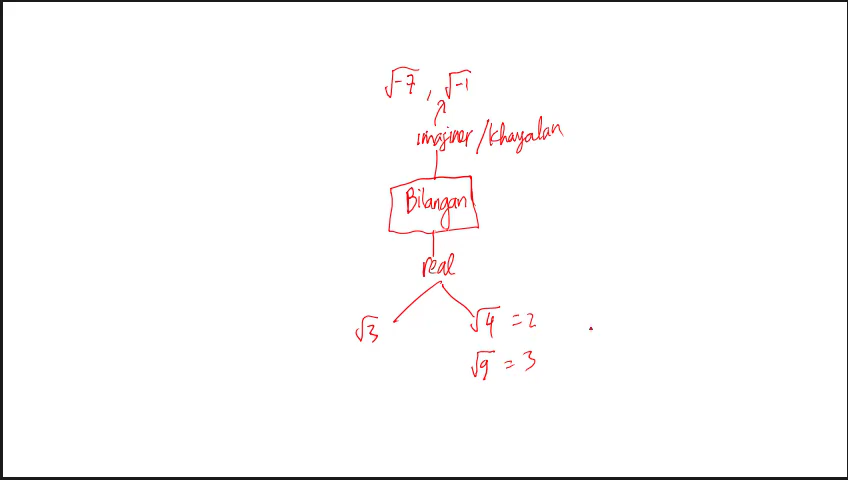 √-7 , √-1
imajiner/khayalan
Bilangan
real
√3
√4 = 2
√9 = 3